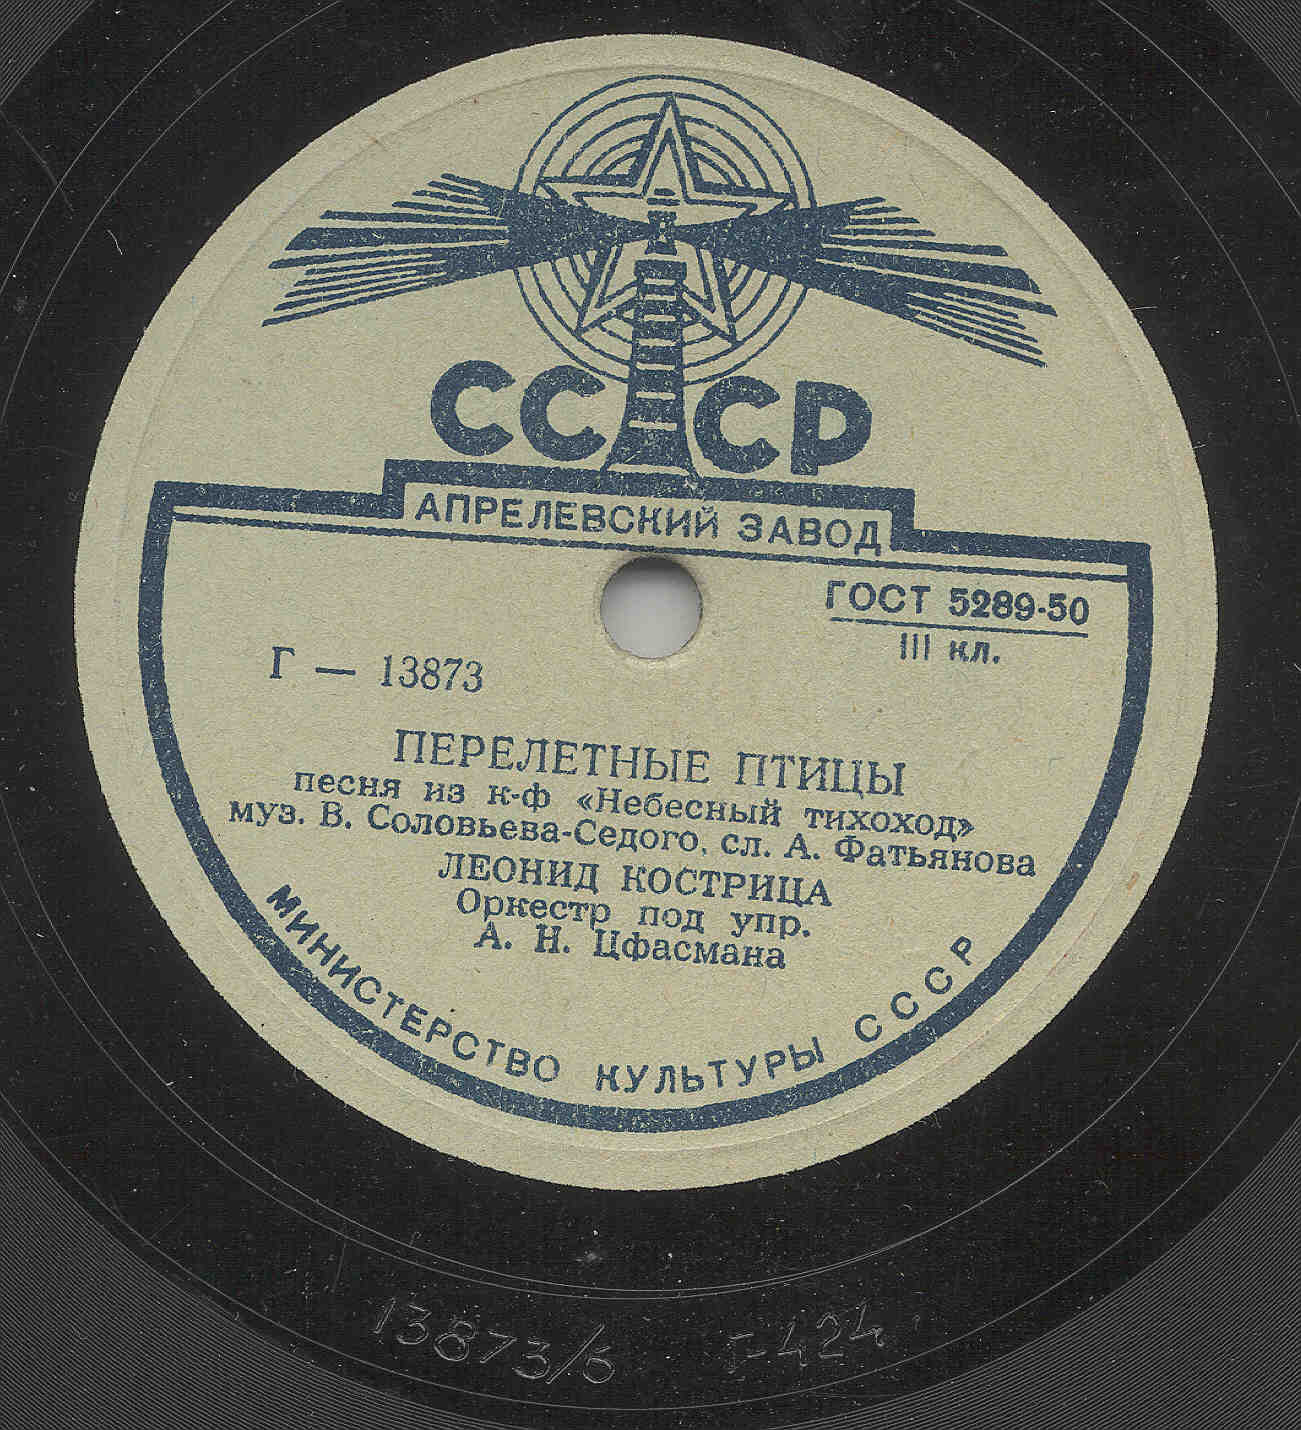 СССР
АПРЕЛЕВСКИЙ ЗАВОД
ГОСТ 5289-50
III кл.
Г — 13873
ПЕРЕЛЕТНЫЕ ПТИЦЫ
песня из к-ф «Небесный тихоход»
муз. В. Соловьева-Седого, сл. А. Фатьянова
ЛЕОНИД КОСТРИЦА
Оркестр под упр.
А. Н. Цфасмана
МИНИСТЕРСТВО КУЛЬТУРЫ СССР
13873/5 Г-424